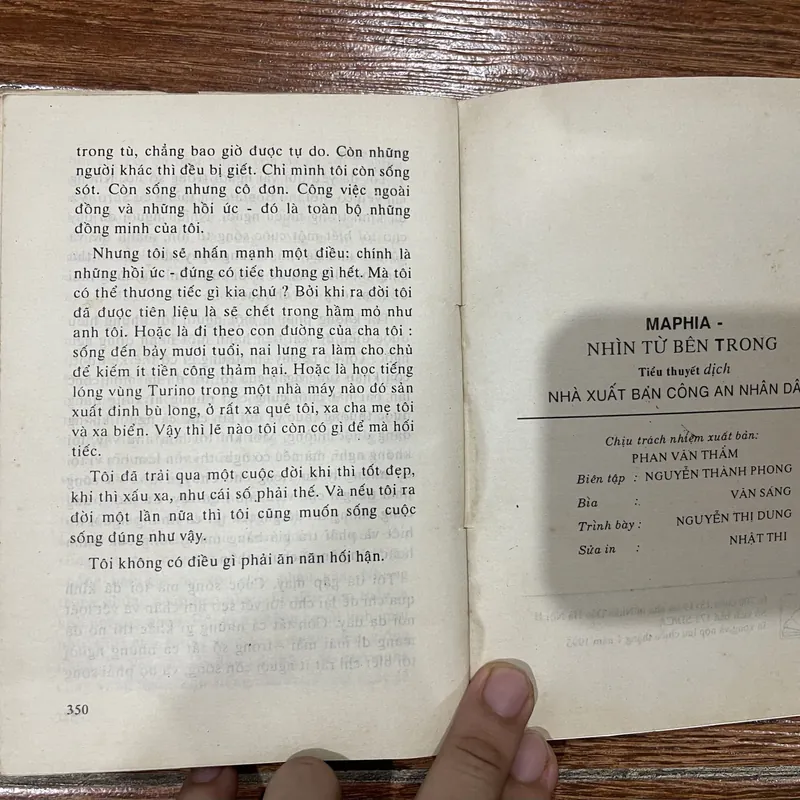 trong tù, chẳng bao giờ được tự do. Còn những
người khác thì đều bị giết. Chỉ mình tôi còn sống
sót. Còn sống nhưng cô đơn. Công việc ngoài
đồng và những hồi ức - đó là toàn bộ những
đồng minh của tôi.
Nhưng tôi sẽ nhấn mạnh một điều: chính là
những hồi ức - đứng có tiếc thương gì hết. Mà tôi
có thể thương tiếc gì kia chứ ? Bởi khi ra đời tôi
đã được tiên liệu là sẽ chết trong hầm mỏ như
anh tôi. Hoặc là đi theo con đường của cha tôi :
sống đến bảy mươi tuổi, nai lưng ra làm cho chủ
để kiếm ít tiền công thảm hại. Hoặc là học tiếng
lóng vùng Turino trong một nhà máy nào đó sản
xuất đinh bù long, ở rất xa quê tôi, xa cha mẹ tôi
và xa biển. Vậy thì lẽ nào tôi còn có gì để mà hối
tiếc.
Tôi đã trải qua một cuộc đời khi thì tốt đẹp,
khi thì xấu xa, như cái số phải thế. Và nếu tôi ra
đời một lần nữa thì tôi cũng muốn sống cuộc
sống đúng như vậy.
Tôi không có điều gì phải ăn năn hối hận.
350
MAPHIA -
NHÌN TỪ BÊN TRONG
Tiểu thuyết dịch
NHÀ XUẤT BẢN CÔNG AN NHÂN DÂ
Chịu trách nhiệm xuất bản:
PHAN VĂN THẨM
Biên tập : NGUYỄN THÀNH PHONG
Bìa : VĂN SÁNG
Trình bày : NGUYỄN THỊ DUNG
Sửa in : NHẬT THI